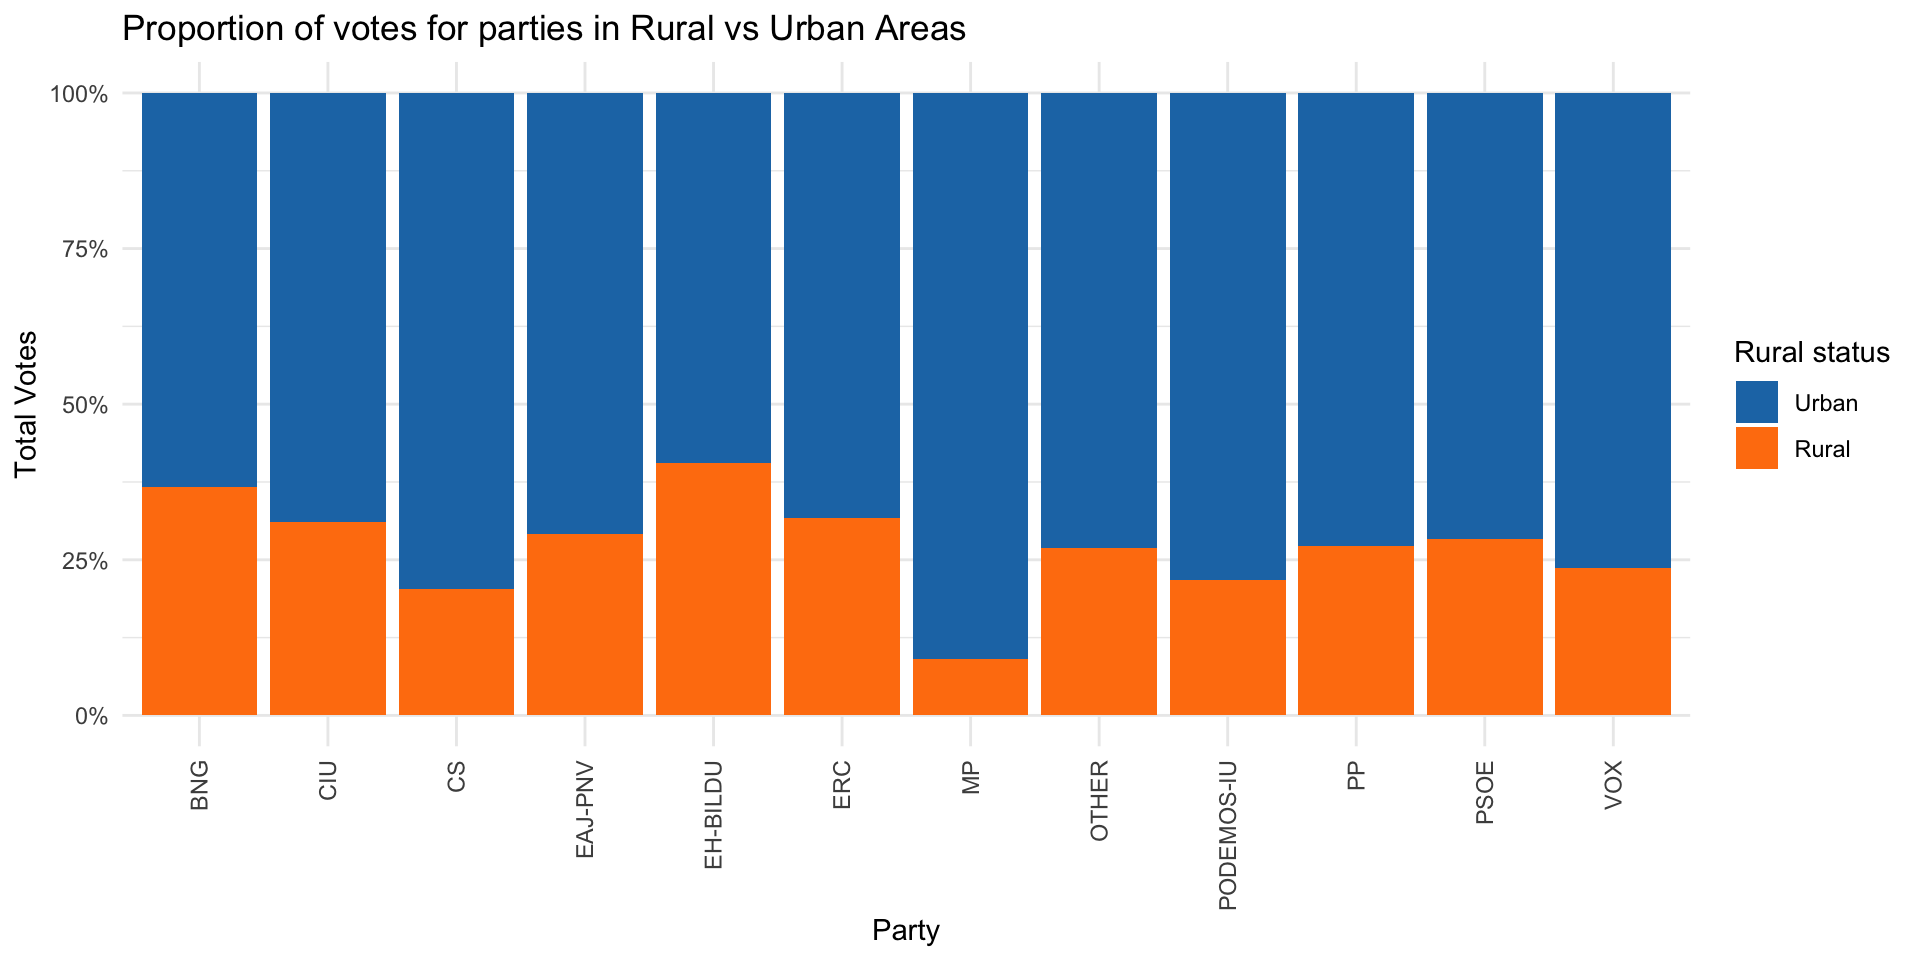 Proportion of votes for parties in Rural vs Urban Areas
100%
75%
50%
25%
0%
Total Votes
BNG
CIU
CS
EAJ-PNV
EH-BILDU
ERC
MP
OTHER
PODEMOS-IU
PP
PSOE
VOX
Party
Rural status
Urban
Rural